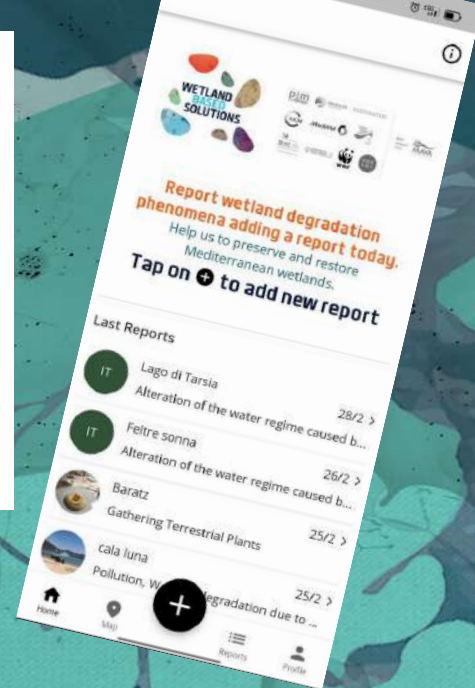 WETLAND
BASED
SOLUTIONS
WWF
Report wetland degradation
phenomena adding a report today.
Help us to preserve and restore
Mediterranean wetlands.
Tap on + to add new report
Last Reports
IT
Lago di Tarsia
28/2 >
Alteration of the water regime caused b...
IT
Feltre sonna
26/2 >
Alteration of the water regime caused b...
Baratz
25/2 >
Gathering Terrestrial Plants
cala luna
25/2 >
Pollution, egradation due to ...
Home
Map
+
Reports
Profile